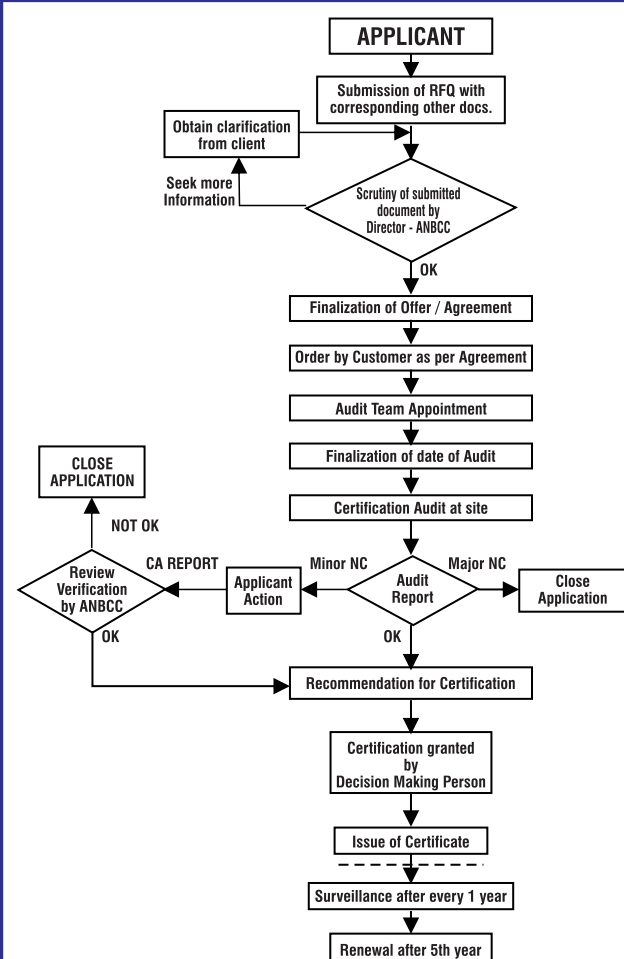 APPLICANT
Submission of RFQ with
corresponding other docs.
Obtain clarification
from client
Seek more
Information
Scrutiny of submitted
document by
Director - ANBCC
OK
Finalization of Offer / Agreement
Order by Customer as per Agreement
Audit Team Appointment
Finalization of date of Audit
CLOSE
APPLICATION
Certification Audit at site
NOT OK
Review
Verification
by ANBCC
CA REPORT
Applicant
Action
Minor NC
Audit
Report
Major NC
Close
Application
OK
OK
Recommendation for Certification
Certification granted
by
Decision Making Person
Issue of Certificate
Surveillance after every 1 year
Renewal after 5th year